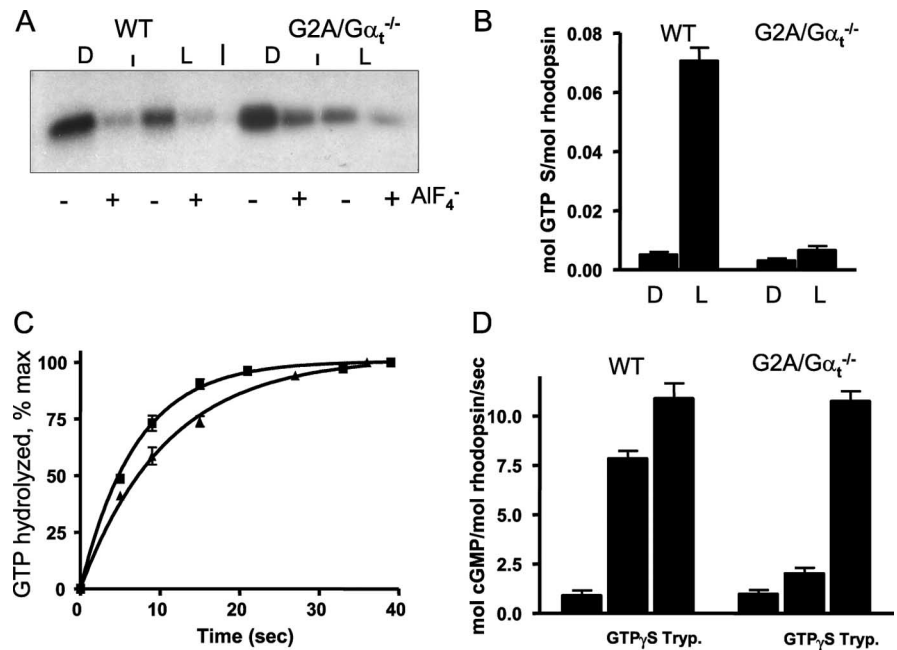 A
WT G2A/Gαt-/-
D L D L
- + - + - + - + AlF4-
B
WT G2A/Gαt-/-
mol GTP S/mol rhodopsin
0.08
0.06
0.04
0.02
0.00
D L D L
C
GTP hydrolyzed, % max
100
75
50
25
0
0 10 20 30 40
Time (sec)
D
WT G2A/Gαt-/-
mol cGMP/mol rhodopsin/sec
10.0
7.5
5.0
2.5
0.0
GTPγS Tryp. GTPγS Tryp.